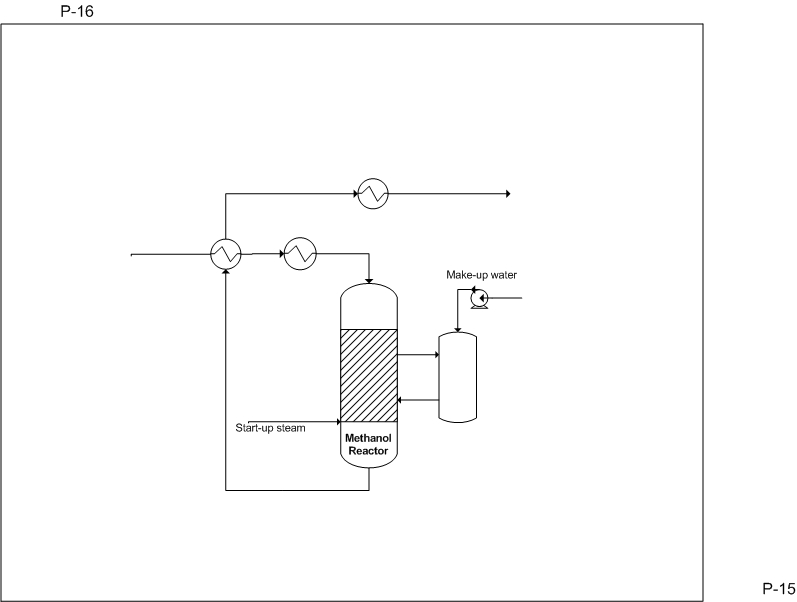 P-16
Make-up water
Start-up steam
Methanol
Reactor
P-15